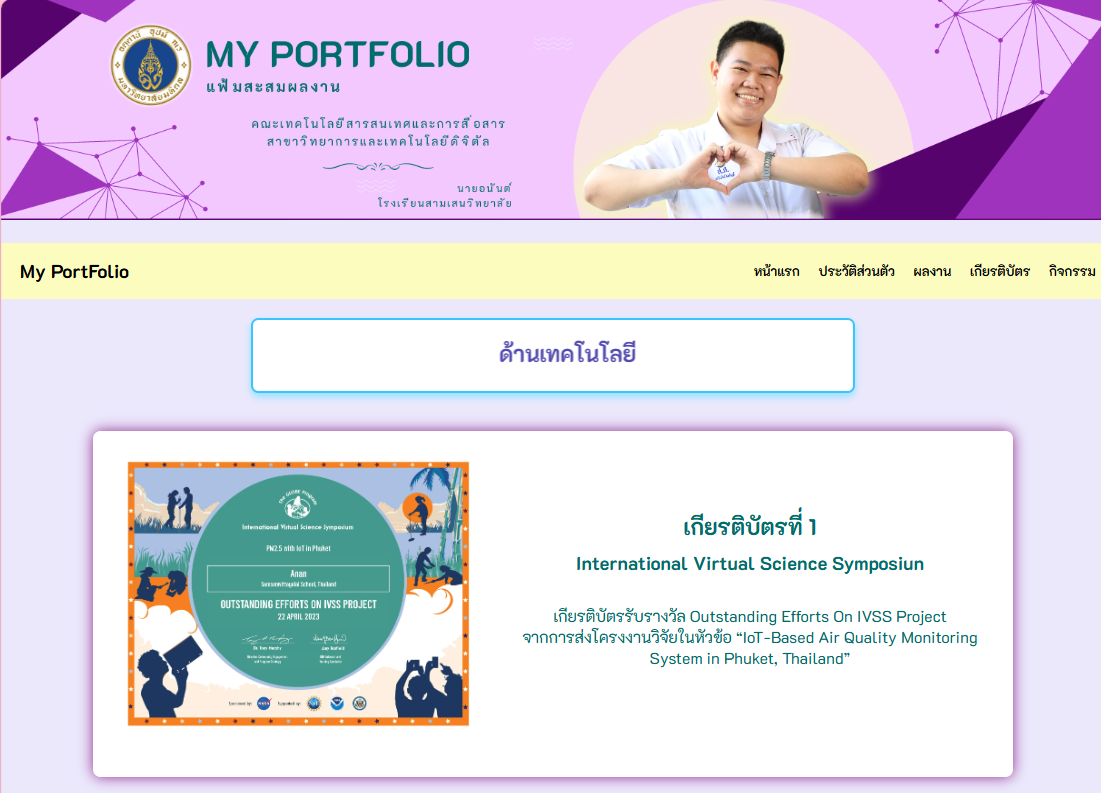 MY PORTFOLIO
แฟ้มสะสมผลงาน
คณะเทคโนโลยีสารสนเทศและการสื่อสาร
สาขาวิทยาการและเทคโนโลยีดิจิตัล
นายอนันต์
โรงเรียนสามเสนวิทยาลัย
My PortFolio
หน้าแรก ประวัติส่วนตัว ผลงาน เกียรติบัตร กิจกรรม
ด้านเทคโนโลยี
The GLOBE Program
International Virtual Science Symposium
PM2.5 with IoT in Phuket
Anan
Samsenwittayalai School, Thailand
OUTSTANDING EFFORTS ON IVSS PROJECT
22 APRIL 2023
Sponsored by: NASA Supported by:
เกียรติบัตรที่ 1
International Virtual Science Symposiun
เกียรติบัตรรับรางวัล Outstanding Efforts On IVSS Project
จากการส่งโครงงานวิจัยในหัวข้อ “IoT-Based Air Quality Monitoring
System in Phuket, Thailand”